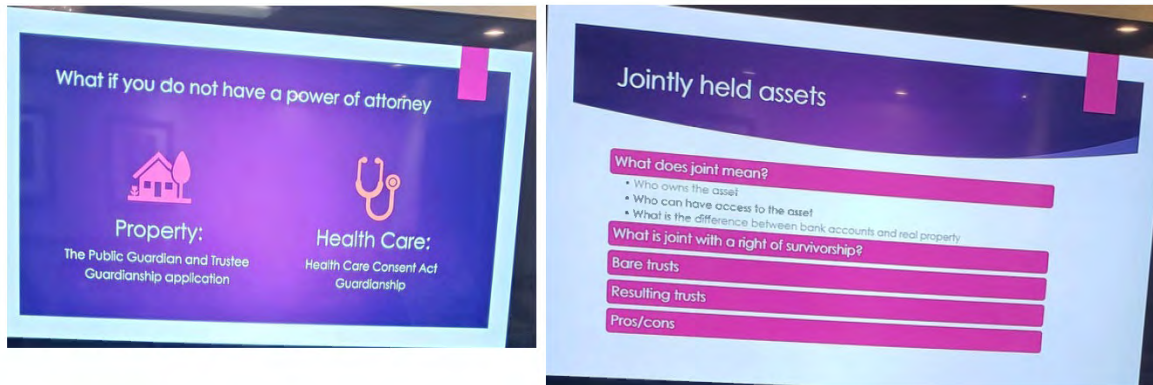 What if you do not have a power of attorney
Property:
The Public Guardian and Trustee
Guardianship application
Health Care:
Health Care Consent Act
Guardianship
Jointly held assets
What does joint mean?
• Who owns the asset
• Who can have access to the asset
• What is the difference between bank accounts and real property
What is joint with a right of survivorship?
Bare trusts
Resulting trusts
Pros/cons